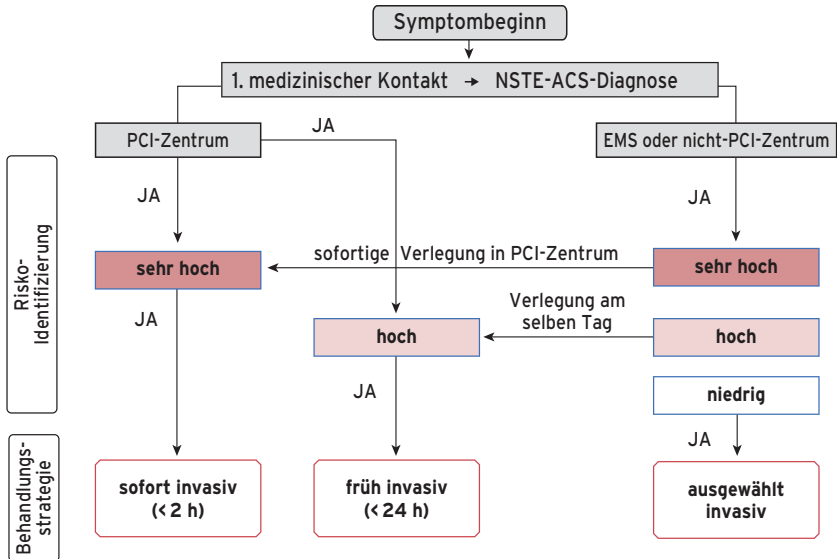 Symptombeginn
1. medizinischer Kontakt → NSTE-ACS-Diagnose
PCI-Zentrum
JA
EMS oder nicht-PCI-Zentrum
JA
JA
Risko-
Identifizierung
sehr hoch
sofortige Verlegung in PCI-Zentrum
sehr hoch
JA
Verlegung am
selben Tag
hoch
hoch
JA
niedrig
JA
Behandlungs-
strategie
sofort invasiv
(< 2 h)
früh invasiv
(< 24 h)
ausgewählt
invasiv